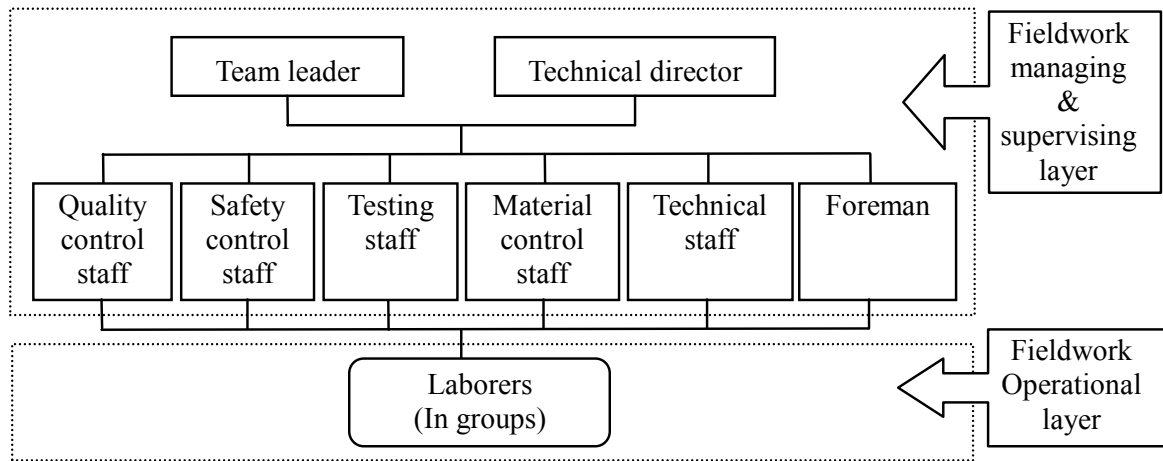 Team leader
Technical director
Fieldwork
managing
&
supervising
layer
Quality
control
staff
Safety
control
staff
Testing
staff
Material
control
staff
Technical
staff
Foreman
Laborers
(In groups)
Fieldwork
Operational
layer